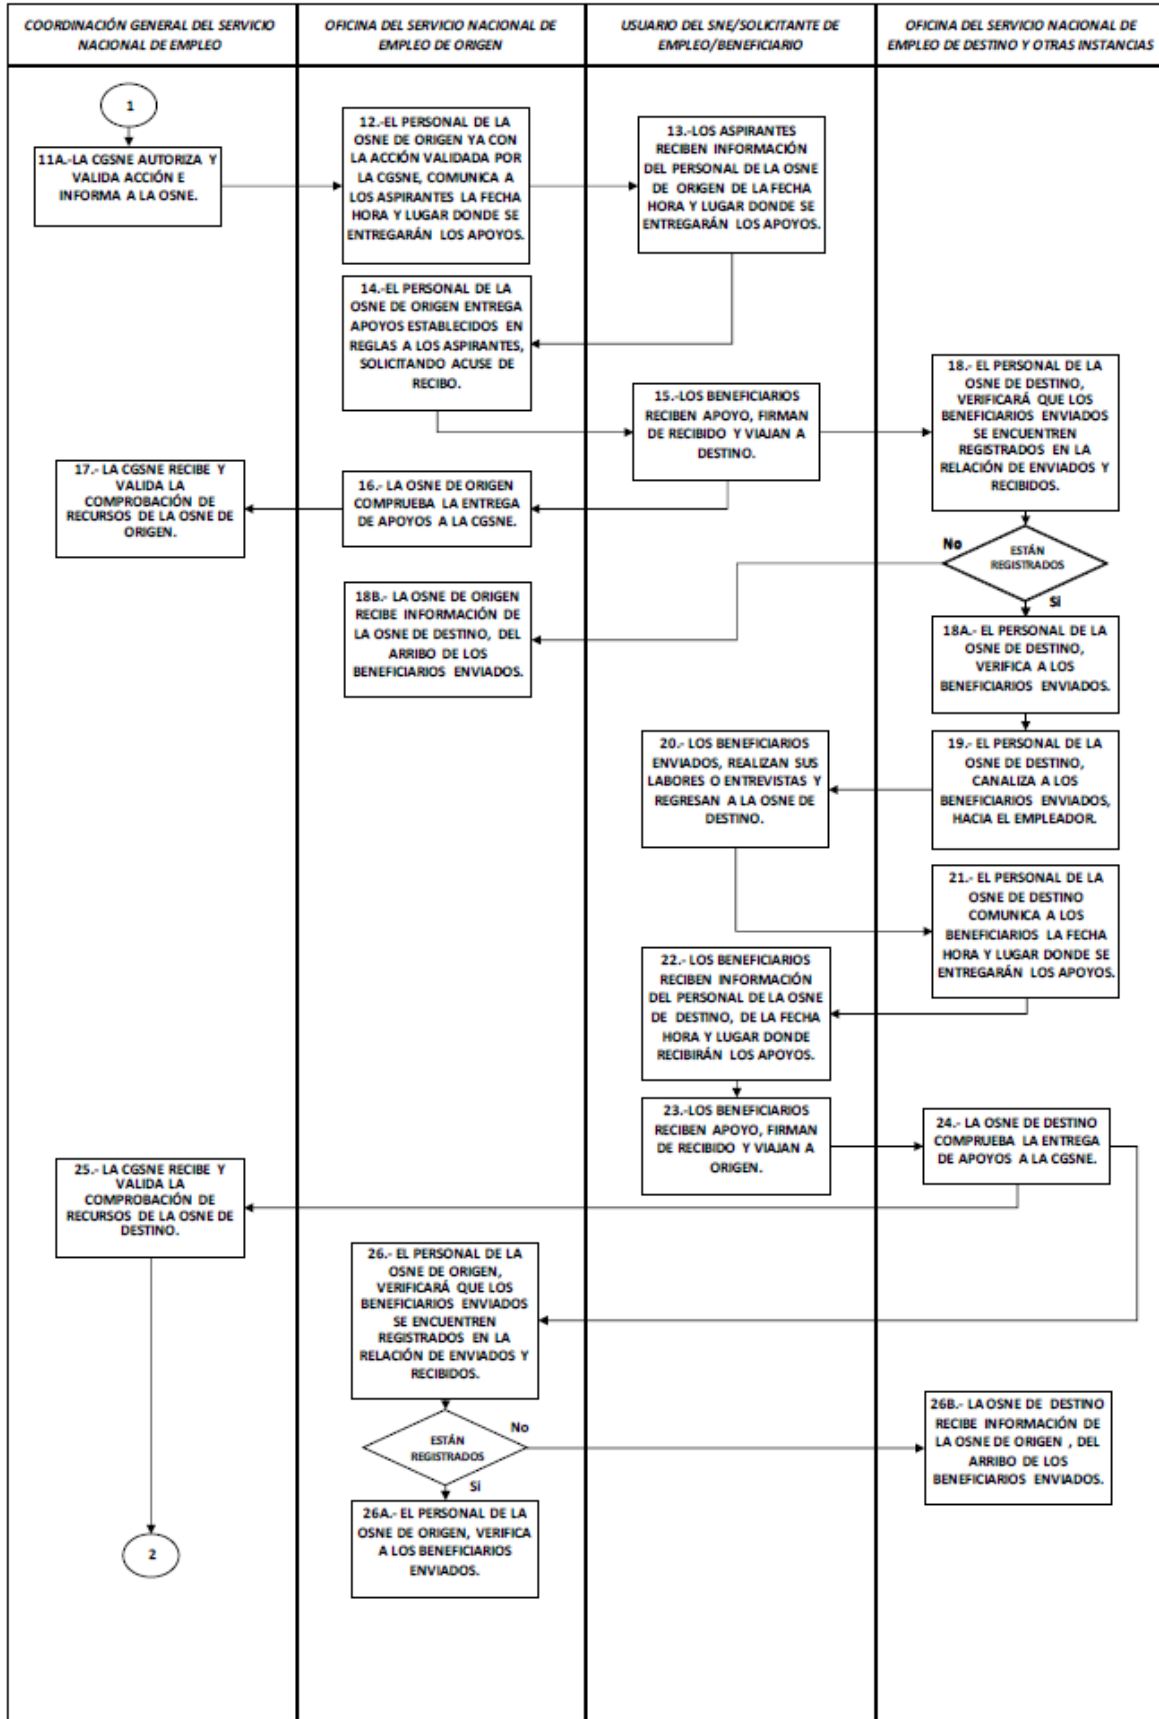 COORDINACIÓN GENERAL DEL SERVICIO
NACIONAL DE EMPLEO
OFICINA DEL SERVICIO NACIONAL DE
EMPLEO DE ORIGEN
USUARIO DEL SNE/SOLICITANTE DE
EMPLEO/BENEFICIARIO
OFICINA DEL SERVICIO NACIONAL DE
EMPLEO DE DESTINO Y OTRAS INSTANCIAS
1
11A.-LA CGSNE AUTORIZA Y
VALIDA ACCIÓN E
INFORMA A LA OSNE.
12.-EL PERSONAL DE LA
OSNE DE ORIGEN YA CON
LA ACCIÓN VALIDADA POR
LA CGSNE, COMUNICA A
LOS ASPIRANTES LA FECHA
HORA Y LUGAR DONDE SE
ENTREGARÁN LOS APOYOS.
13.-LOS ASPIRANTES
RECIBEN INFORMACIÓN
DEL PERSONAL DE LA OSNE
DE ORIGEN DE LA FECHA
HORA Y LUGAR DONDE SE
ENTREGARÁN LOS APOYOS.
14.-EL PERSONAL DE LA
OSNE DE ORIGEN ENTREGA
APOYOS ESTABLECIDOS EN
REGLAS A LOS ASPIRANTES,
SOLICITANDO ACUSE DE
RECIBO.
15.-LOS BENEFICIARIOS
RECIBEN APOYO, FIRMAN
DE RECIBIDO Y VIAJAN A
DESTINO.
18.- EL PERSONAL DE LA
OSNE DE DESTINO,
VERIFICARÁ QUE LOS
BENEFICIARIOS ENVIADOS
SE ENCUENTREN
REGISTRADOS EN LA
RELACIÓN DE ENVIADOS Y
RECIBIDOS.
17.- LA CGSNE RECIBE Y
VALIDA LA
COMPROBACIÓN DE
RECURSOS DE LA OSNE DE
ORIGEN.
16.- LA OSNE DE ORIGEN
COMPRUEBA LA ENTREGA
DE APOYOS A LA CGSNE.
No
ESTÁN
REGISTRADOS
Si
18B.- LA OSNE DE ORIGEN
RECIBE INFORMACIÓN DE
LA OSNE DE DESTINO, DEL
ARRIBO DE LOS
BENEFICIARIOS ENVIADOS.
18A.- EL PERSONAL DE LA
OSNE DE DESTINO,
VERIFICA A LOS
BENEFICIARIOS ENVIADOS.
20.- LOS BENEFICIARIOS
ENVIADOS, REALIZAN SUS
LABORES O ENTREVISTAS Y
REGRESAN A LA OSNE DE
DESTINO.
19.- EL PERSONAL DE LA
OSNE DE DESTINO,
CANALIZA A LOS
BENEFICIARIOS ENVIADOS,
HACIA EL EMPLEADOR.
21.- EL PERSONAL DE LA
OSNE DE DESTINO
COMUNICA A LOS
BENEFICIARIOS LA FECHA
HORA Y LUGAR DONDE SE
ENTREGARÁN LOS APOYOS.
22.- LOS BENEFICIARIOS
RECIBEN INFORMACIÓN
DEL PERSONAL DE LA OSNE
DE DESTINO, DE LA FECHA
HORA Y LUGAR DONDE
RECIBIRÁN LOS APOYOS.
23.-LOS BENEFICIARIOS
RECIBEN APOYO, FIRMAN
DE RECIBIDO Y VIAJAN A
ORIGEN.
24.- LA OSNE DE DESTINO
COMPRUEBA LA ENTREGA
DE APOYOS A LA CGSNE.
25.- LA CGSNE RECIBE Y
VALIDA LA
COMPROBACIÓN DE
RECURSOS DE LA OSNE DE
DESTINO.
26.- EL PERSONAL DE LA
OSNE DE ORIGEN,
VERIFICARÁ QUE LOS
BENEFICIARIOS ENVIADOS
SE ENCUENTREN
REGISTRADOS EN LA
RELACIÓN DE ENVIADOS Y
RECIBIDOS.
ESTÁN
REGISTRADOS
No
Si
26B.- LA OSNE DE DESTINO
RECIBE INFORMACIÓN DE
LA OSNE DE ORIGEN , DEL
ARRIBO DE LOS
BENEFICIARIOS ENVIADOS.
26A.- EL PERSONAL DE LA
OSNE DE ORIGEN, VERIFICA
A LOS BENEFICIARIOS
ENVIADOS.
2